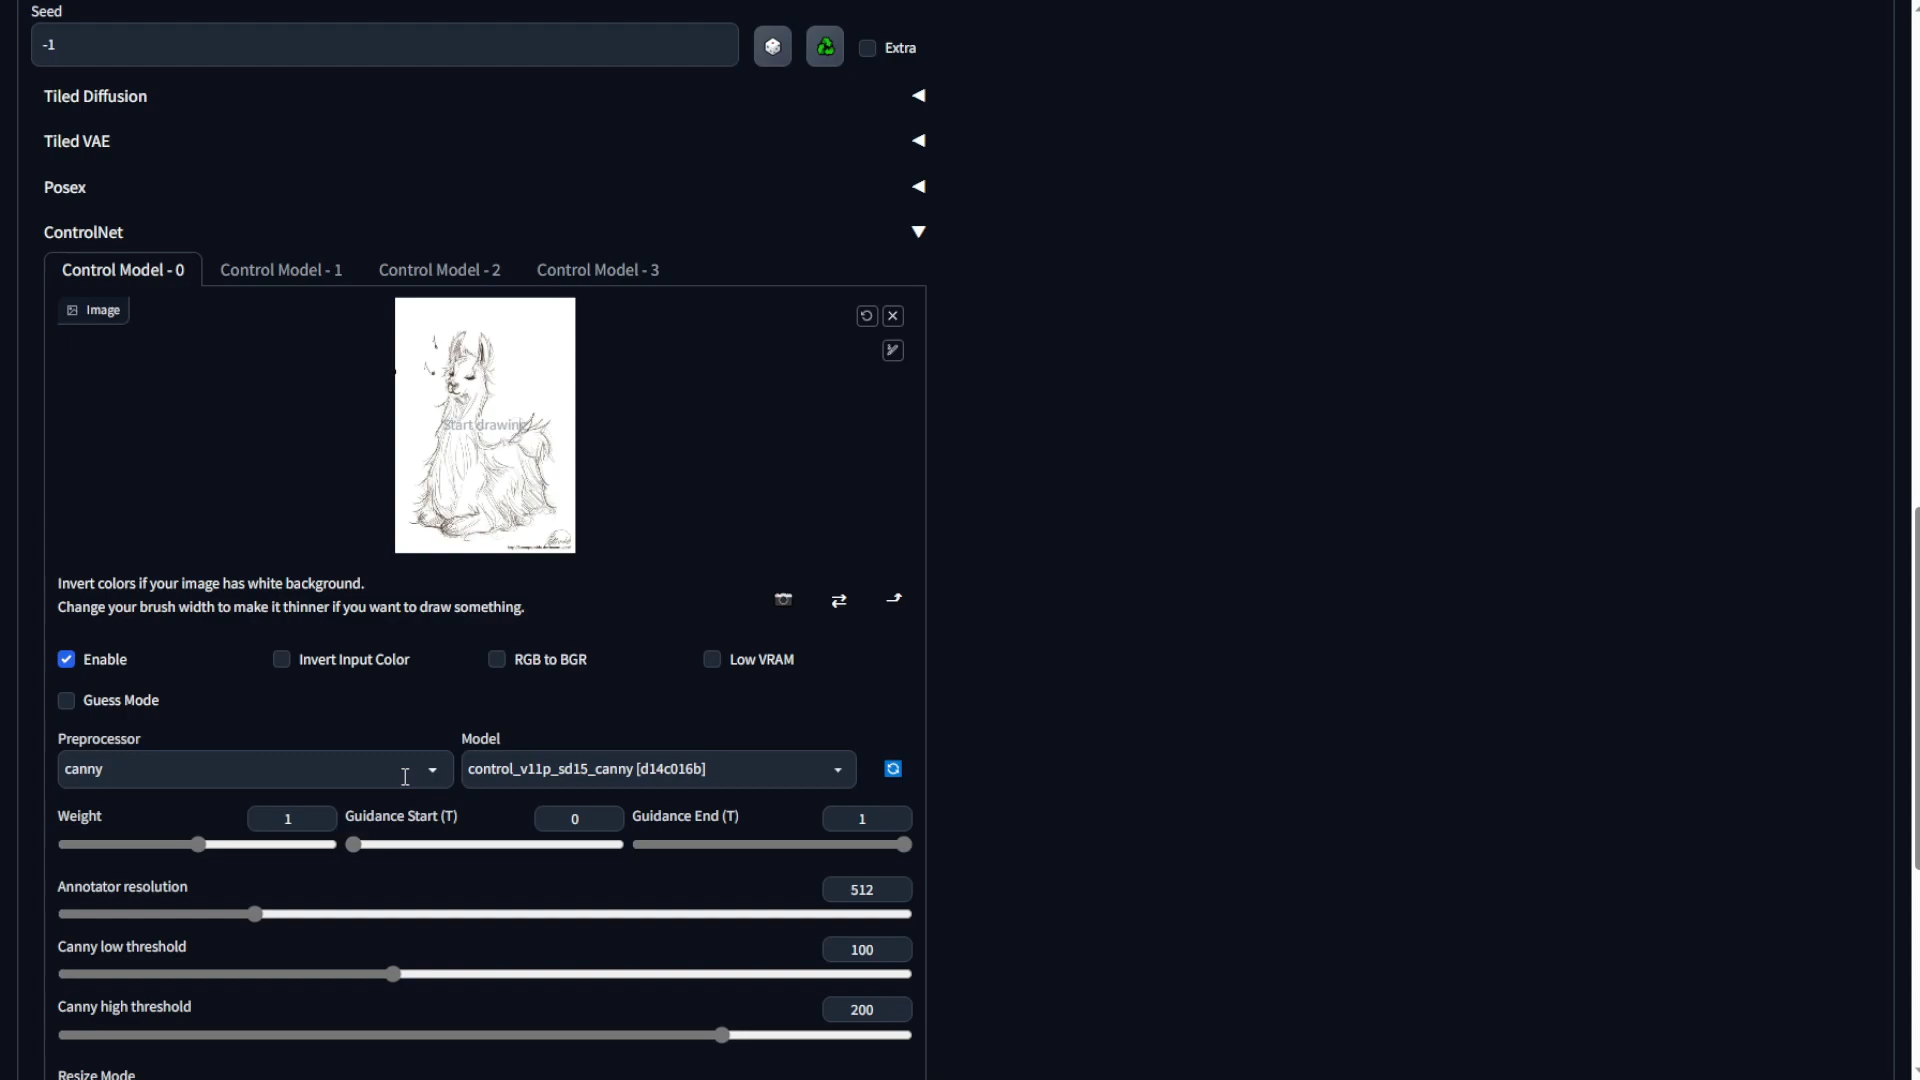 Seed
-1
Extra
Tiled Diffusion
Tiled VAE
Posex
ControlNet
Control Model - 0 Control Model - 1 Control Model - 2 Control Model - 3
Image
Start drawing
Invert colors if your image has white background.
Change your brush width to make it thinner if you want to draw something.
Enable Invert Input Color RGB to BGR Low VRAM
Guess Mode
Preprocessor Model
canny control_v11p_sd15_canny [d14c016b]
Weight 1 Guidance Start (T) 0 Guidance End (T) 1
Annotator resolution 512
Canny low threshold 100
Canny high threshold 200
Resize Mode